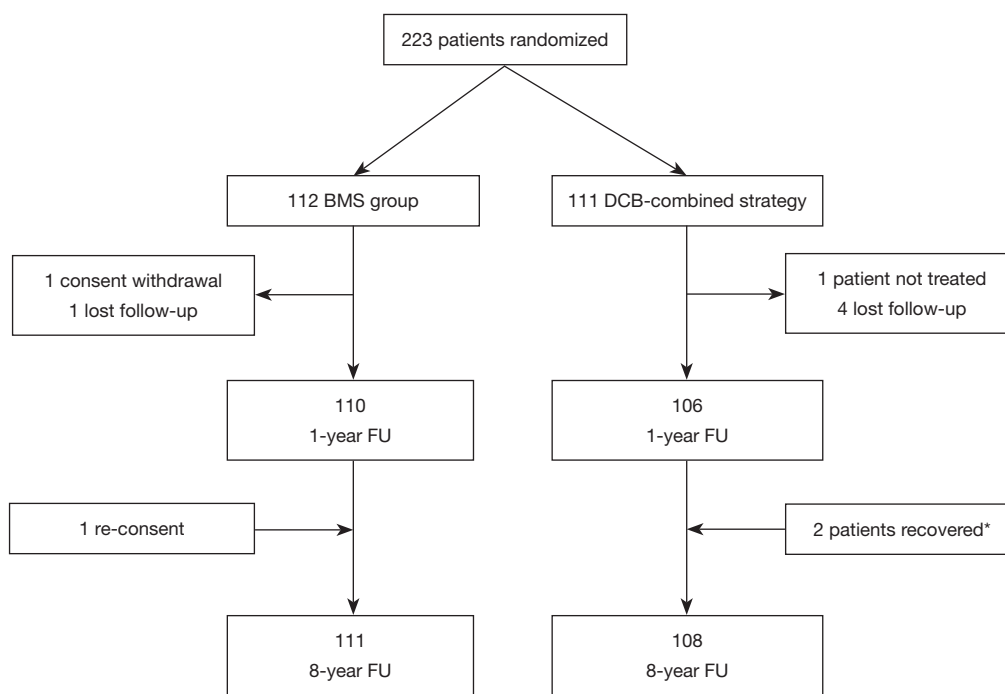 223 patients randomized
112 BMS group
111 DCB-combined strategy
1 consent withdrawal
1 lost follow-up
1 patient not treated
4 lost follow-up
110
1-year FU
106
1-year FU
1 re-consent
2 patients recovered*
111
8-year FU
108
8-year FU